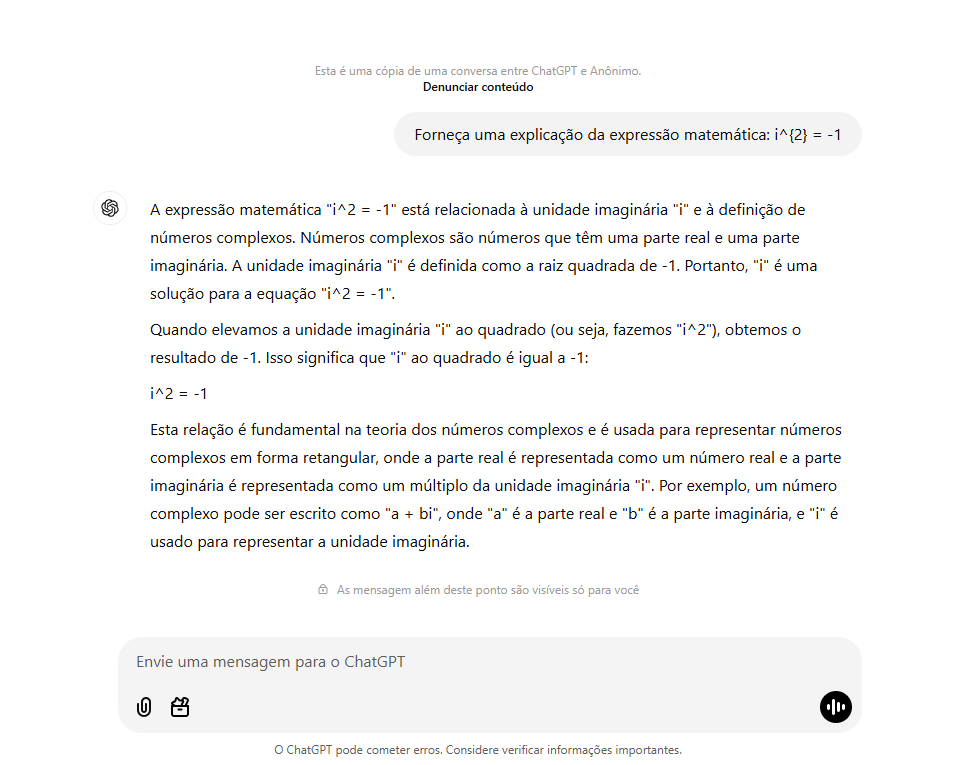 Esta é uma cópia de uma conversa entre ChatGPT e Anônimo.
Denunciar conteúdo
Forneça uma explicação da expressão matemática: i^{2} = -1
A expressão matemática "i^2 = -1" está relacionada à unidade imaginária "i" e à definição de
números complexos. Números complexos são números que têm uma parte real e uma parte
imaginária. A unidade imaginária "i" é definida como a raiz quadrada de -1. Portanto, "i" é uma
solução para a equação "i^2 = -1".
Quando elevamos a unidade imaginária "i" ao quadrado (ou seja, fazemos "i^2"), obtemos o
resultado de -1. Isso significa que "i" ao quadrado é igual a -1:
i^2 = -1
Esta relação é fundamental na teoria dos números complexos e é usada para representar números
complexos em forma retangular, onde a parte real é representada como um número real e a parte
imaginária é representada como um múltiplo da unidade imaginária "i". Por exemplo, um número
complexo pode ser escrito como "a + bi", onde "a" é a parte real e "b" é a parte imaginária, e "i" é
usado para representar a unidade imaginária.
As mensagem além deste ponto são visíveis só para você
Envie uma mensagem para o ChatGPT
O ChatGPT pode cometer erros. Considere verificar informações importantes.